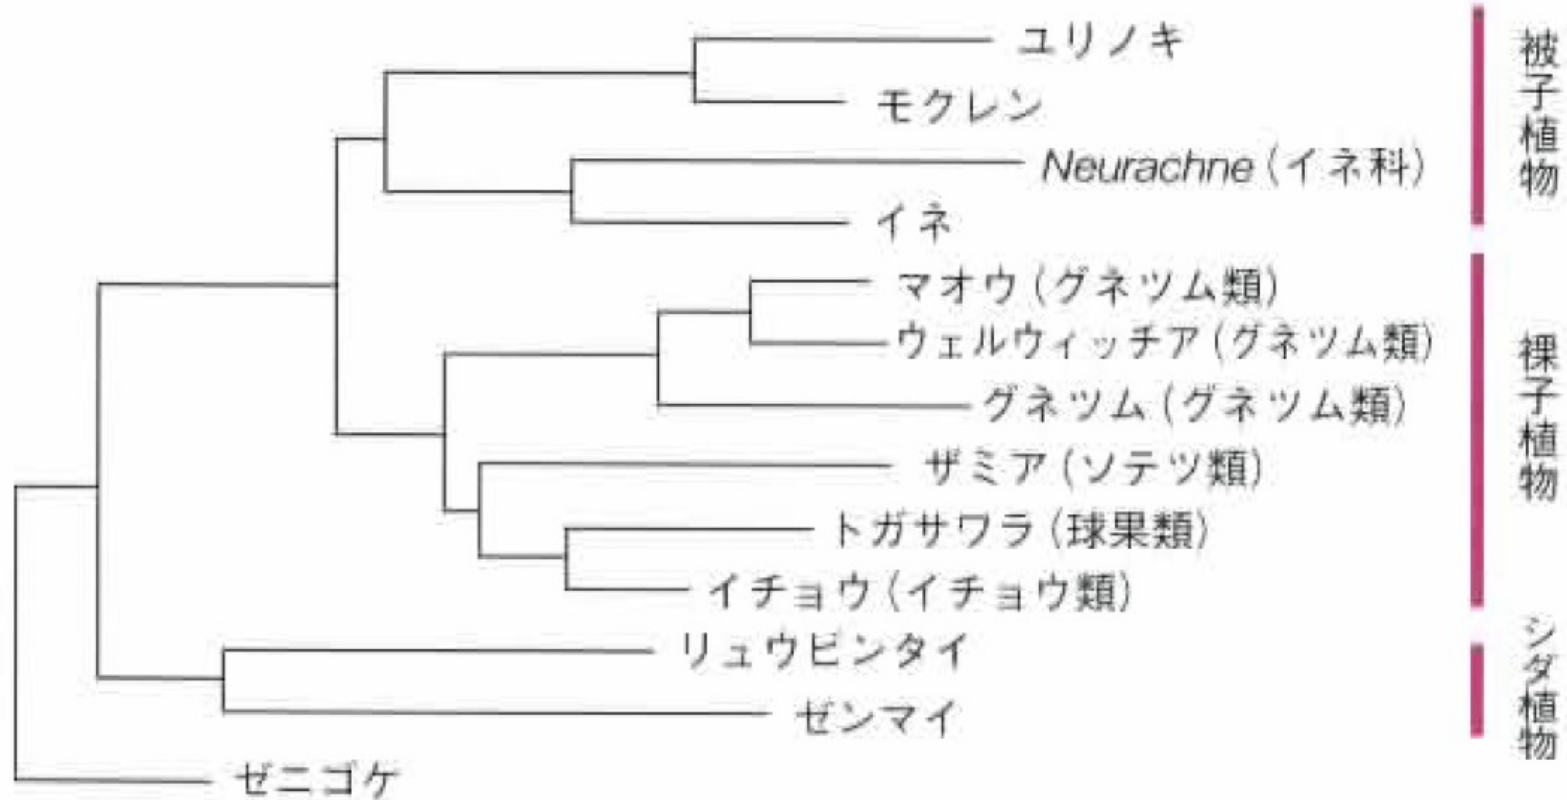 ユリノキ
モクレン
Neurachne（イネ科）
イネ
マオウ（グネツム類）
ウェルウィッチア（グネツム類）
グネツム（グネツム類）
ザミア（ソテツ類）
トガサワラ（球果類）
イチョウ（イチョウ類）
リュウビンタイ
ゼンマイ
ゼニゴケ
被子植物
裸子植物
シダ植物